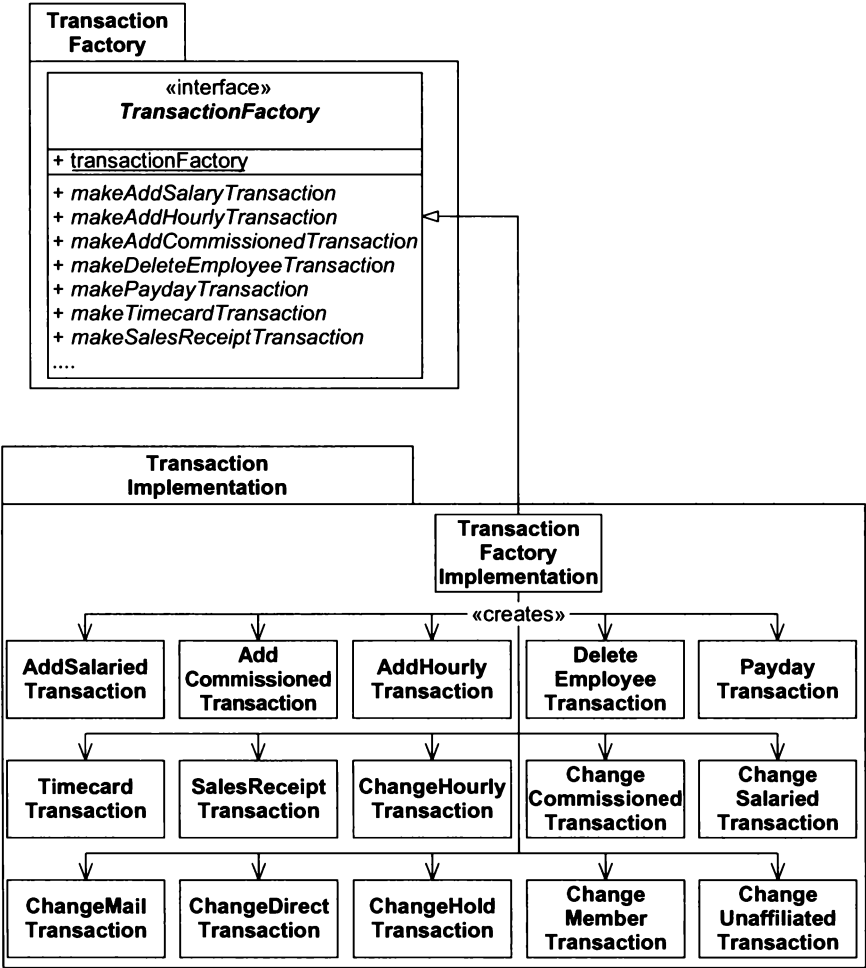 Transaction
Factory
«interface»
TransactionFactory
+ transactionFactory
+ makeAddSalaryTransaction
+ makeAddHourlyTransaction
+ makeAddCommissionedTransaction
+ makeDeleteEmployeeTransaction
+ makePaydayTransaction
+ makeTimecardTransaction
+ makeSalesReceiptTransaction
....
Transaction
Implementation
Transaction
Factory
Implementation
«creates»
AddSalaried
Transaction
Add
Commissioned
Transaction
AddHourly
Transaction
Delete
Employee
Transaction
Payday
Transaction
Timecard
Transaction
SalesReceipt
Transaction
ChangeHourly
Transaction
Change
Commissioned
Transaction
Change
Salaried
Transaction
ChangeMail
Transaction
ChangeDirect
Transaction
ChangeHold
Transaction
Change
Member
Transaction
Change
Unaffiliated
Transaction